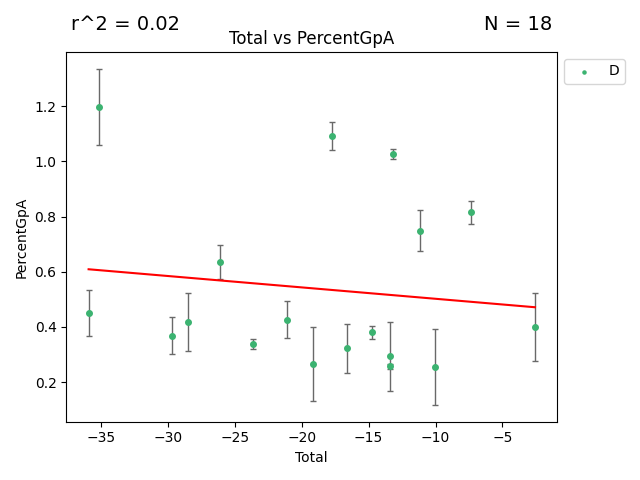 r^2 = 0.02
N = 18
Total vs PercentGpA
D
PercentGpA
1.2
1.0
0.8
0.6
0.4
0.2
−35
−30
−25
−20
−15
−10
−5
Total